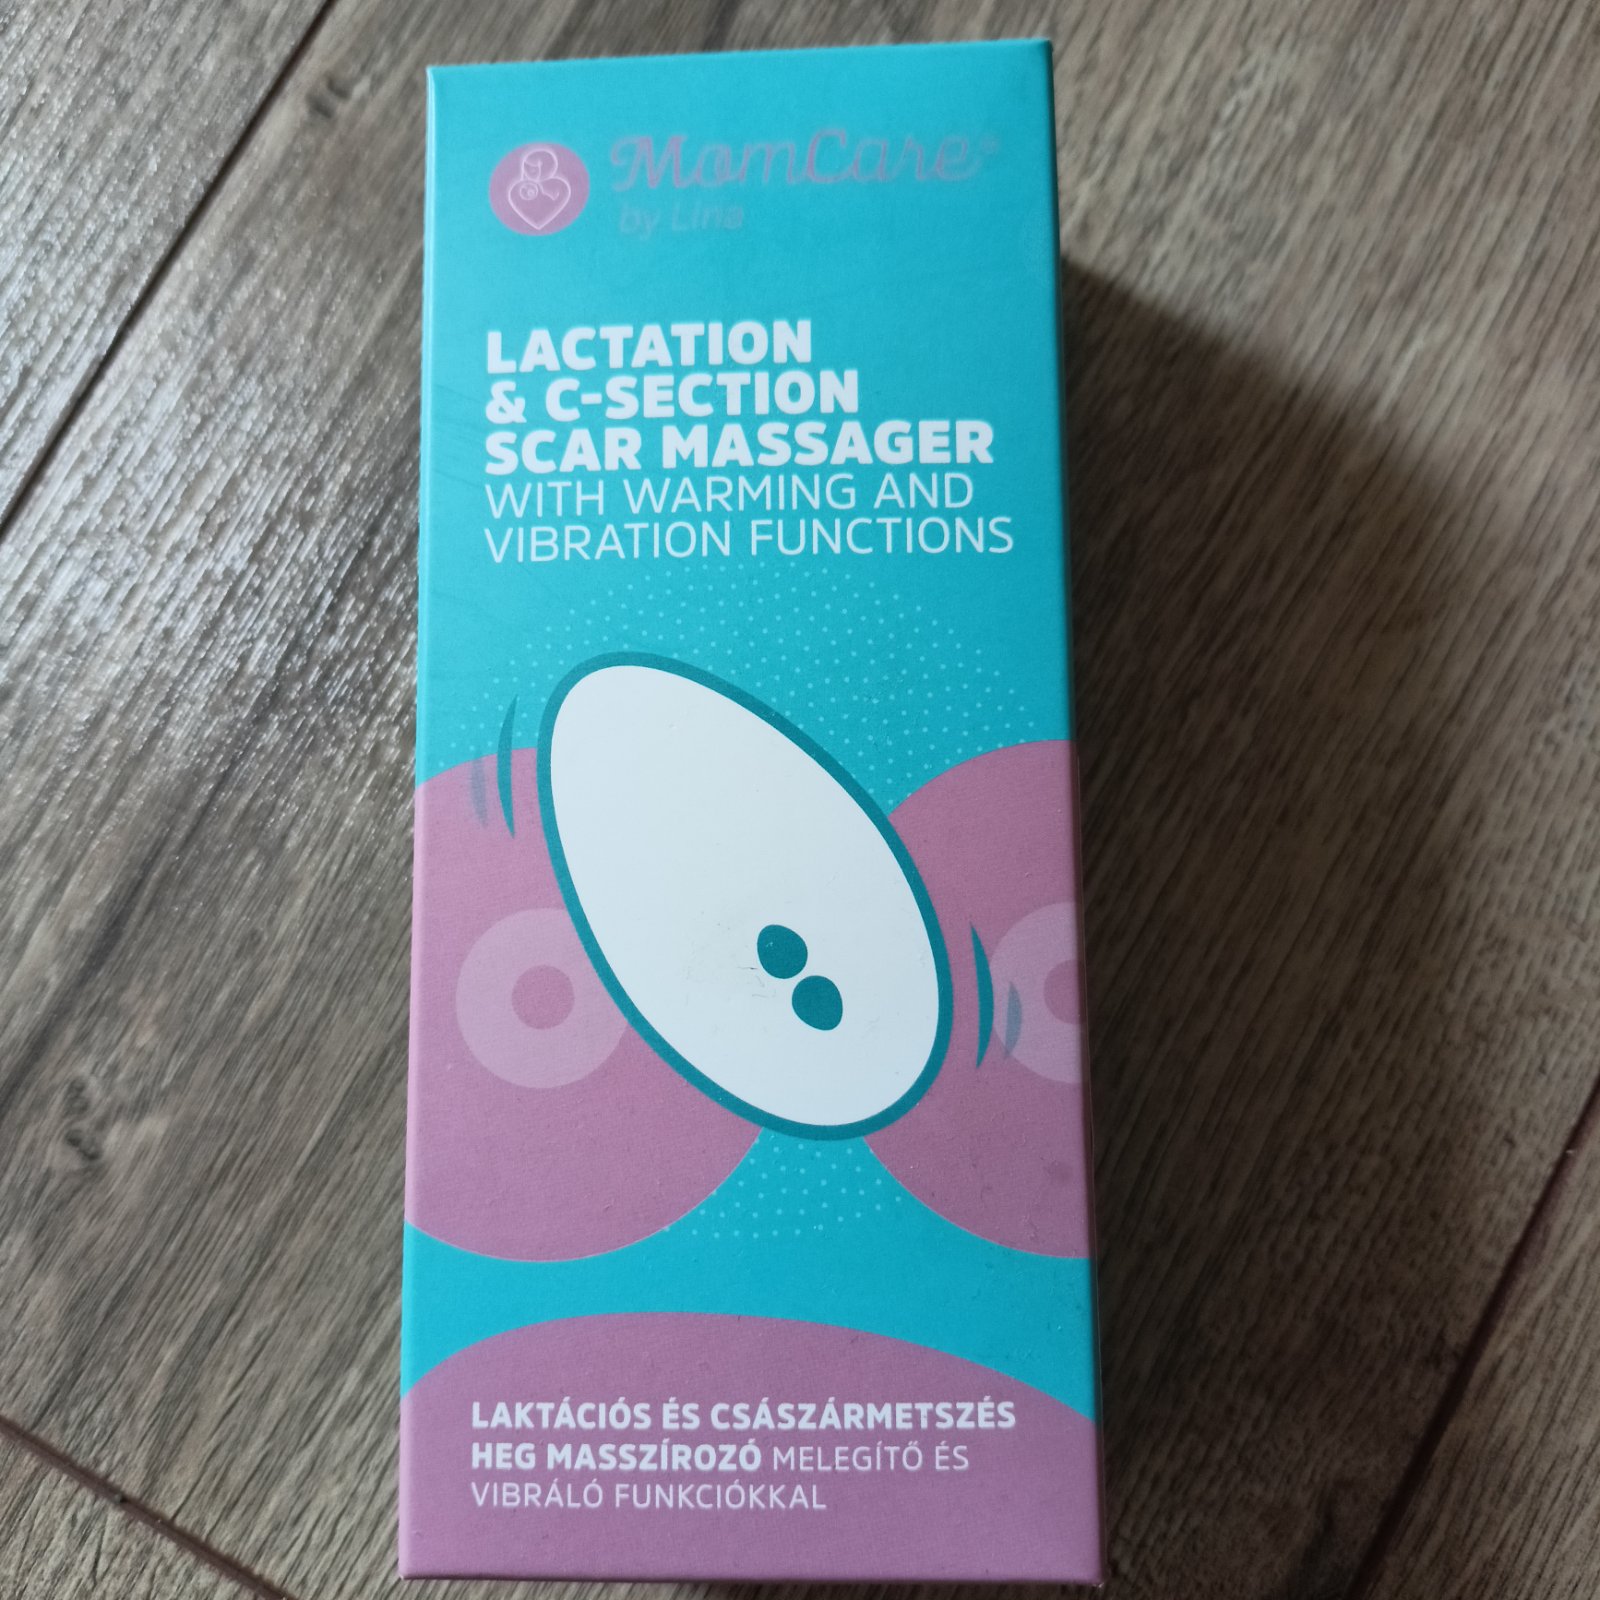 MomCare®
by Lina
LACTATION
& C-SECTION
SCAR MASSAGER
WITH WARMING AND
VIBRATION FUNCTIONS
LAKTÁCIÓS ÉS CSÁSZÁRMETSZÉS
HEG MASSZÍROZÓ MELEGÍTŐ ÉS
VIBRÁLÓ FUNKCIÓKKAL